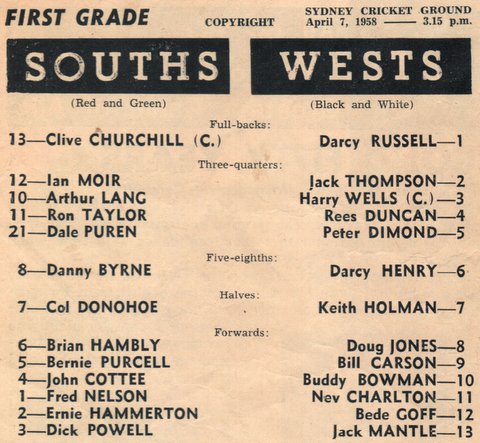 FIRST GRADE COPYRIGHT SYDNEY CRICKET GROUND
April 7, 1958 —— 3.15 p.m.
SOUTHS WESTS
(Red and Green) (Black and White)
Full-backs:
13—Clive CHURCHILL (C.) Darcy RUSSELL—1
Three-quarters:
12—Ian MOIR Jack THOMPSON—2
10—Arthur LANG Harry WELLS (C.)—3
11—Ron TAYLOR Rees DUNCAN—4
21—Dale PUREN Peter DIMOND—5
Five-eighths:
8—Danny BYRNE Darcy HENRY—6
Halves:
7—Col DONOHOE Keith HOLMAN—7
Forwards:
6—Brian HAMBLY Doug JONES—8
5—Bernie PURCELL Bill CARSON—9
4—John COTTEE Buddy BOWMAN—10
1—Fred NELSON Nev CHARLTON—11
2—Ernie HAMMERTON Bede GOFF—12
3—Dick POWELL Jack MANTLE—13